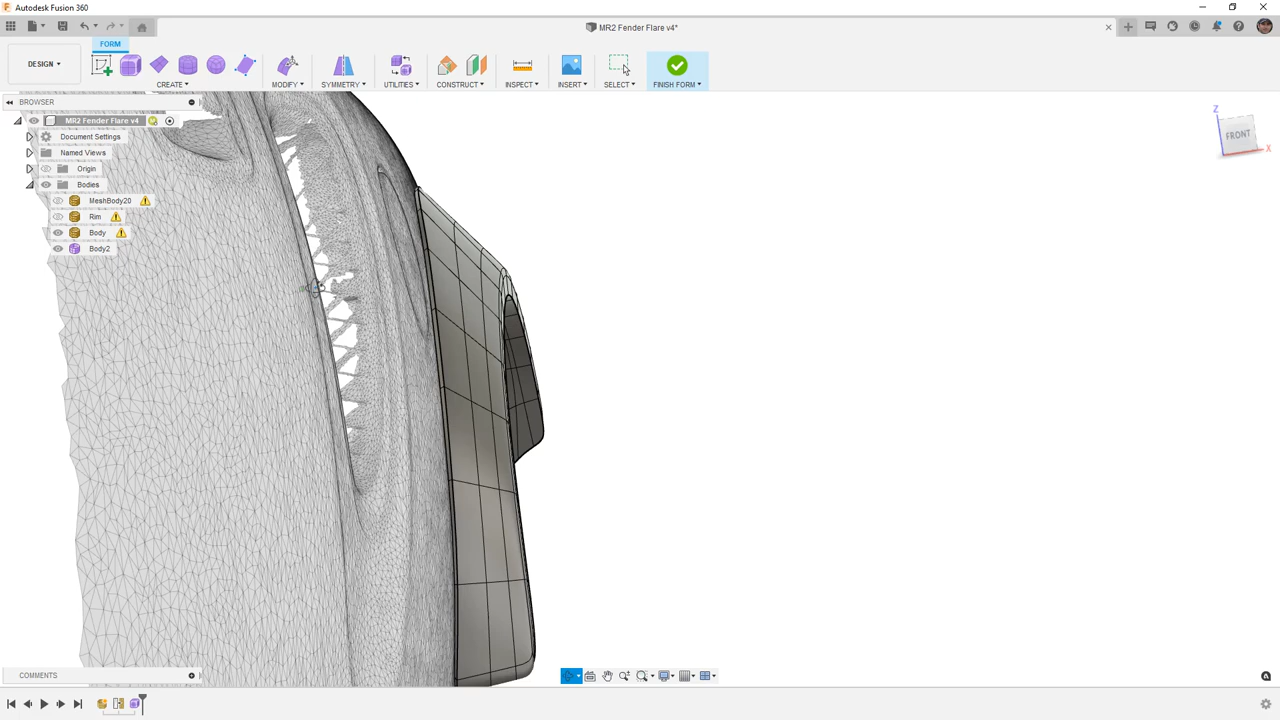 Autodesk Fusion 360
MR2 Fender Flare v4*
FORM
DESIGN
CREATE
MODIFY
SYMMETRY
UTILITIES
CONSTRUCT
INSPECT
INSERT
SELECT
FINISH FORM
BROWSER
MR2 Fender Flare v4
Document Settings
Named Views
Origin
Bodies
MeshBody20
Rim
Body
Body2
Z
FRONT
X
COMMENTS